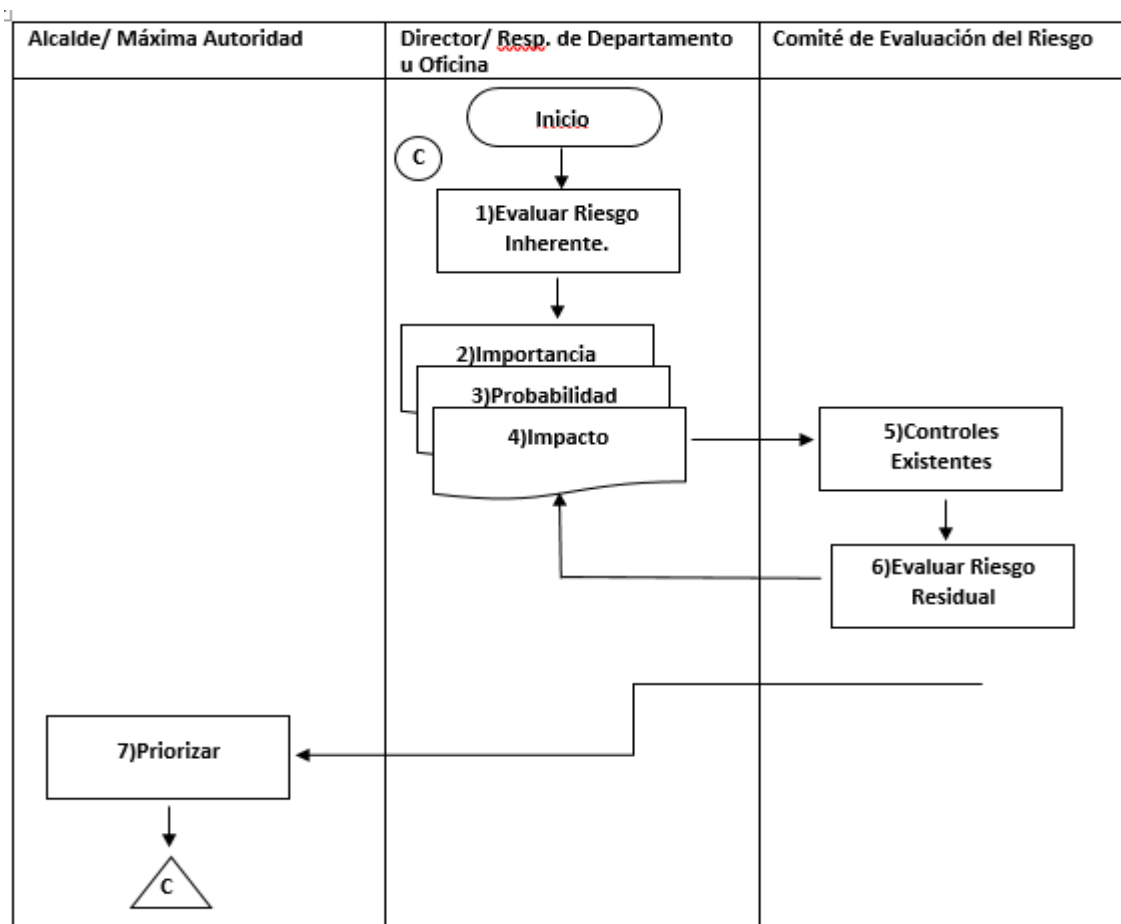 Alcalde/ Máxima Autoridad
Director/ Resp. de Departamento
u Oficina
Comité de Evaluación del Riesgo
Inicio
C
1)Evaluar Riesgo
Inherente.
2)Importancia
3)Probabilidad
4)Impacto
5)Controles
Existentes
6)Evaluar Riesgo
Residual
7)Priorizar
C